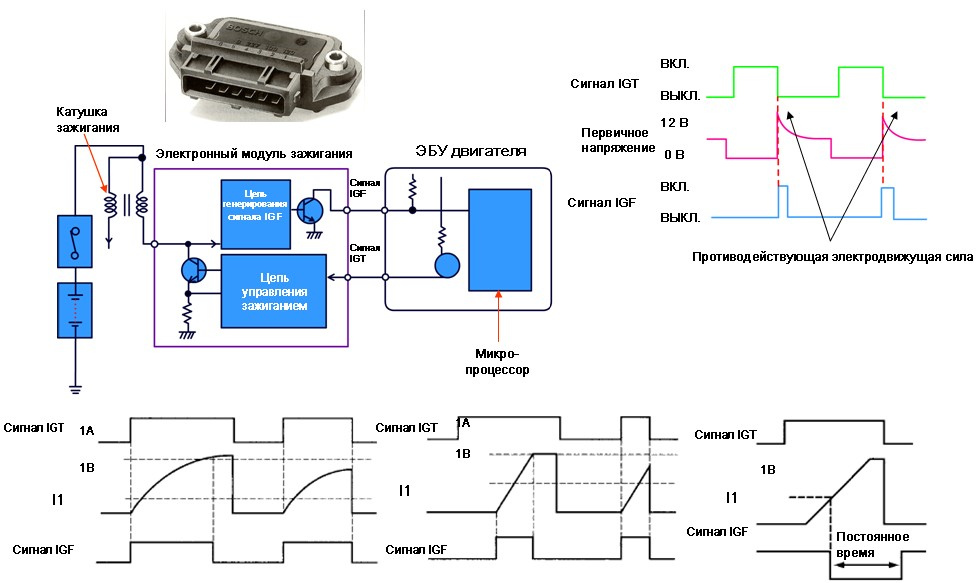 BOSCH
Катушка
зажигания
Электронный модуль зажигания
ЭБУ двигателя
Цепь
генерирования
сигнала IGF
Сигнал
IGF
Сигнал
IGT
Цепь
управления
зажиганием
Микро-
процессор
Сигнал IGT
ВКЛ.
ВЫКЛ.
Первичное
напряжение
12 В
0 В
Сигнал IGF
ВКЛ.
ВЫКЛ.
Противодействующая электродвижущая сила
Сигнал IGT
1A
1B
I1
Сигнал IGF
Сигнал IGT
1A
1B
I1
Сигнал IGF
Сигнал IGT
1B
I1
Сигнал IGF
Постоянное
время